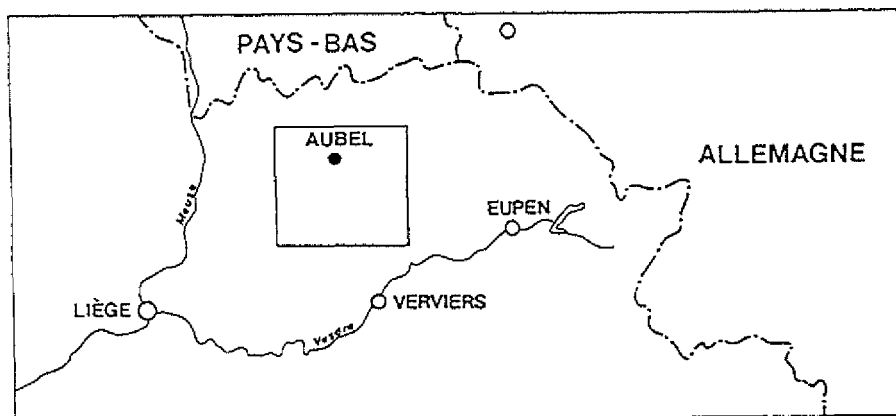 PAYS-BAS
AUBEL
ALLEMAGNE
Meuse
EUPEN
LIÈGE
VERVIERS
Vesdre